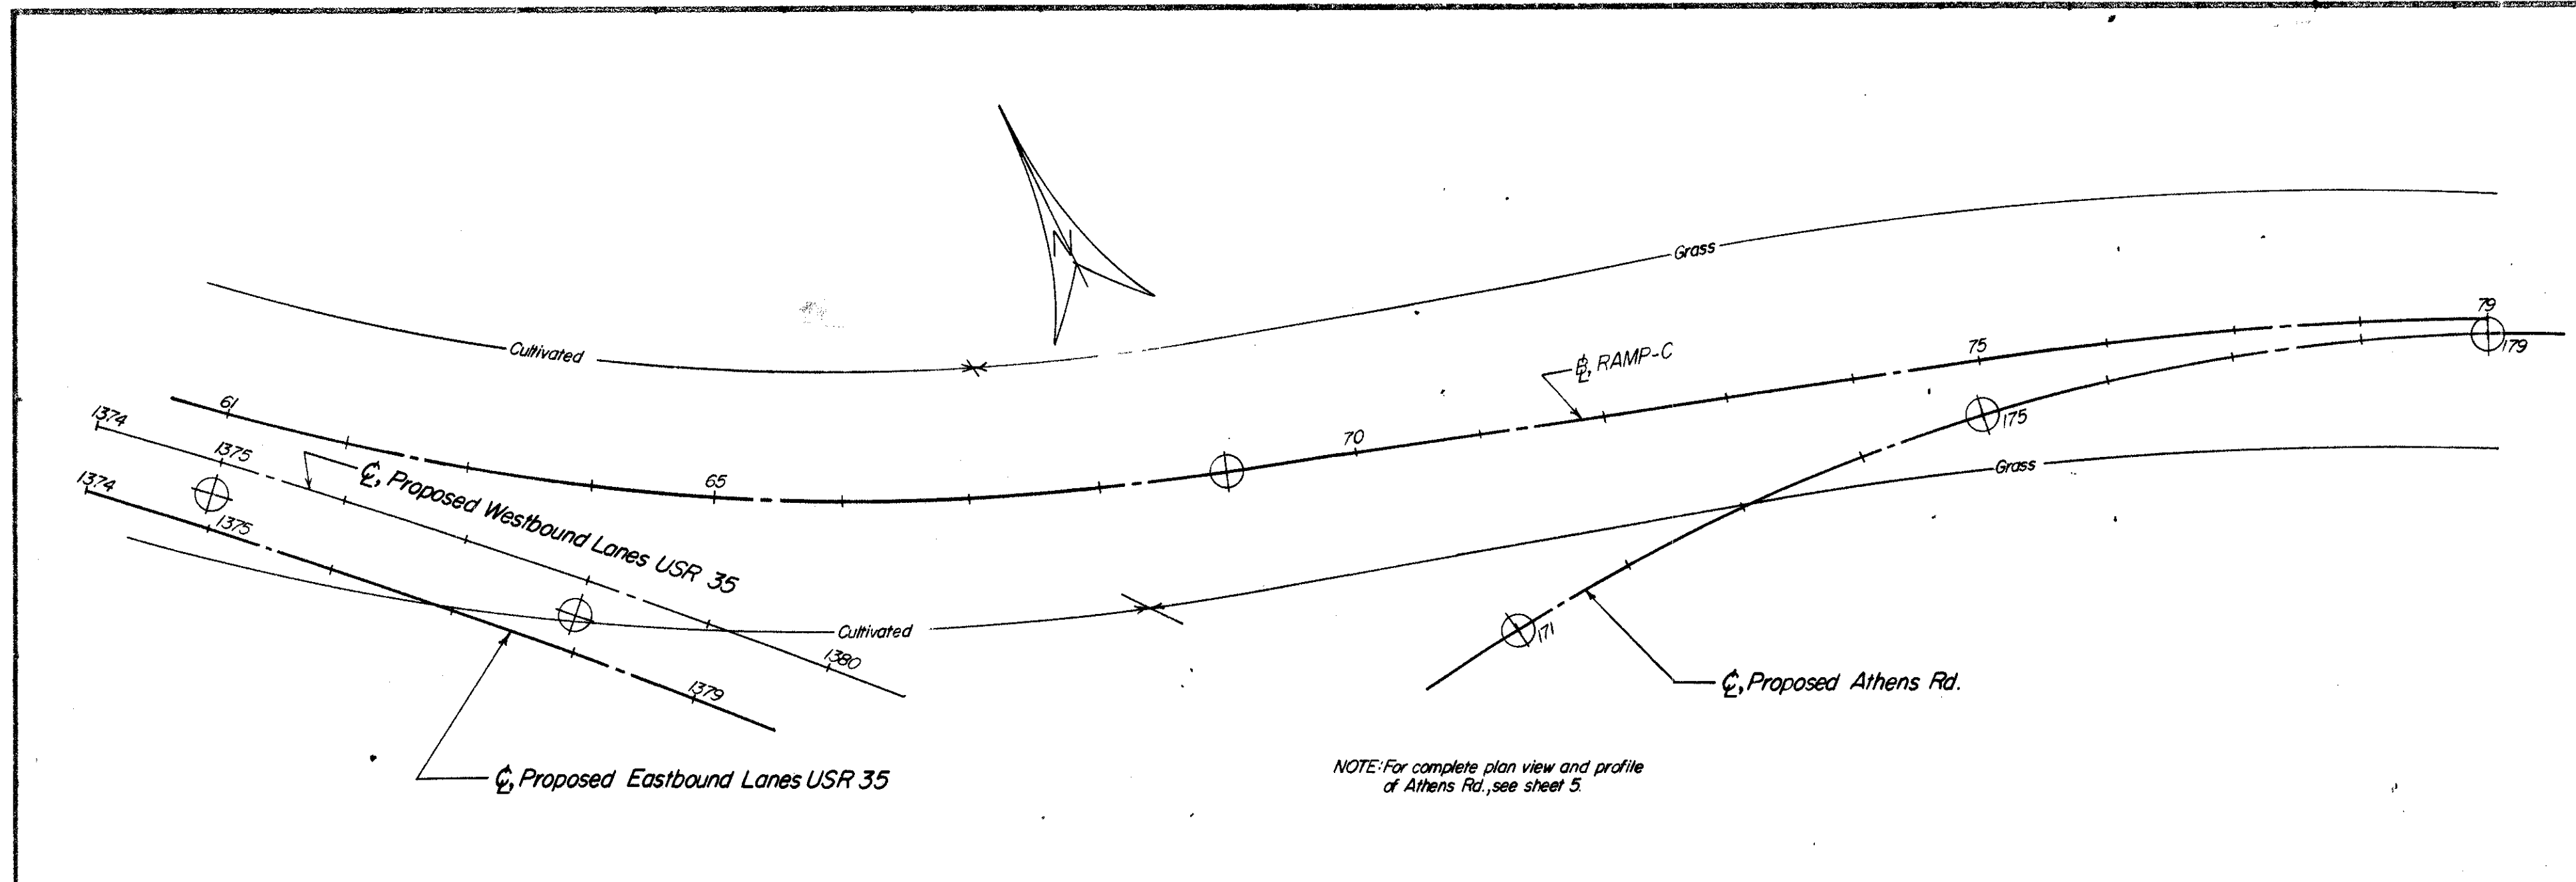 N
Grass
Cultivated
℄, RAMP-C
61
65
70
75
79
179
175
171
Grass
1374
1375
℄, Proposed Westbound Lanes USR 35
1380
1374
1375
1379
Cultivated
℄, Proposed Athens Rd.
℄, Proposed Eastbound Lanes USR 35
NOTE: For complete plan view and profile
of Athens Rd., see sheet 5.